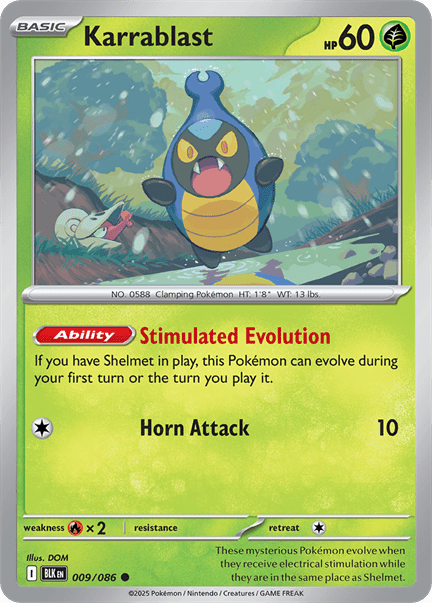 BASIC
Karrablast
HP 60
NO. 0588 Clamping Pokémon HT: 1'8" WT: 13 lbs.
Ability Stimulated Evolution
If you have Shelmet in play, this Pokémon can evolve during
your first turn or the turn you play it.
Horn Attack 10
weakness ×2 resistance retreat
Illus. DOM
I BLK EN 009/086
These mysterious Pokémon evolve when
they receive electrical stimulation while
they are in the same place as Shelmet.
©2025 Pokémon / Nintendo / Creatures / GAME FREAK